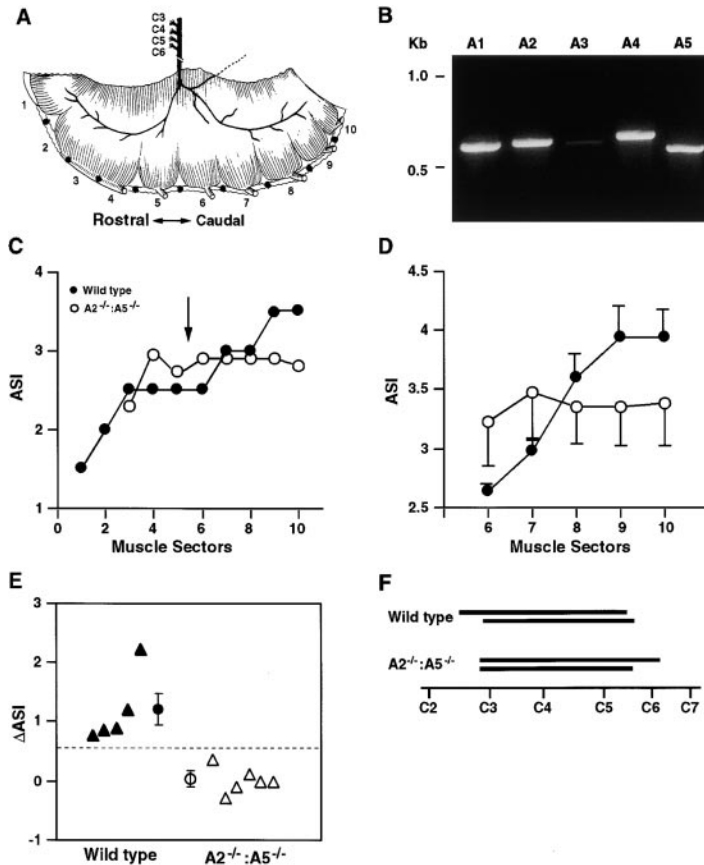 A
C3
C4
C5
C6
1
2
3
4
5
6
7
8
9
10
Rostral ◄─► Caudal
B
Kb A1 A2 A3 A4 A5
1.0
0.5
C
4
3
2
1
ASI
Wild type
A2⁻/⁻:A5⁻/⁻
0 2 4 6 8 10
Muscle Sectors
D
4.5
4
3.5
3
2.5
ASI
6 7 8 9 10
Muscle Sectors
E
3
2
1
0
-1
ΔASI
Wild type A2⁻/⁻:A5⁻/⁻
F
Wild type
A2⁻/⁻:A5⁻/⁻
C2 C3 C4 C5 C6 C7